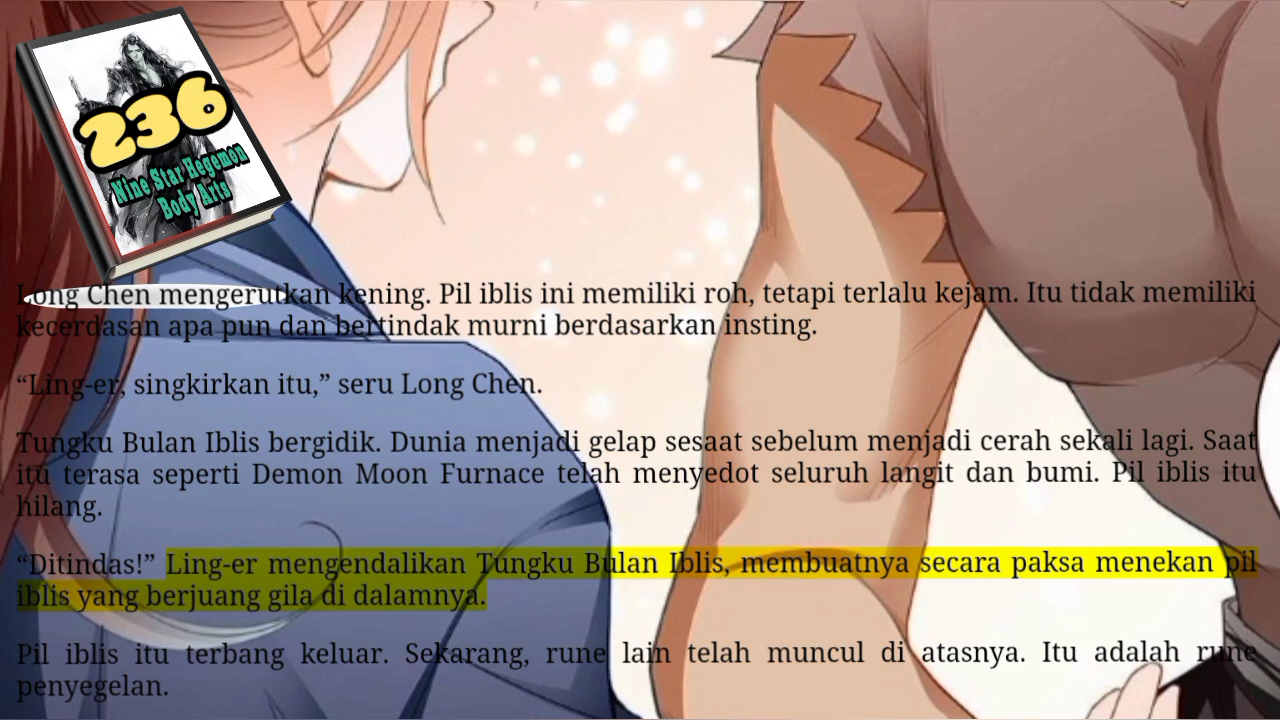 236
Nine Star Hegemon
Body Arts
Long Chen mengerutkan kening. Pil iblis ini memiliki roh, tetapi terlalu kejam. Itu tidak memiliki
kecerdasan apa pun dan bertindak murni berdasarkan insting.
“Ling-er, singkirkan itu,” seru Long Chen.
Tungku Bulan Iblis bergidik. Dunia menjadi gelap sesaat sebelum menjadi cerah sekali lagi. Saat
itu terasa seperti Demon Moon Furnace telah menyedot seluruh langit dan bumi. Pil iblis itu
hilang.
“Ditindas!” Ling-er mengendalikan Tungku Bulan Iblis, membuatnya secara paksa menekan pil
iblis yang berjuang gila di dalamnya.
Pil iblis itu terbang keluar. Sekarang, rune lain telah muncul di atasnya. Itu adalah rune
penyegelan.